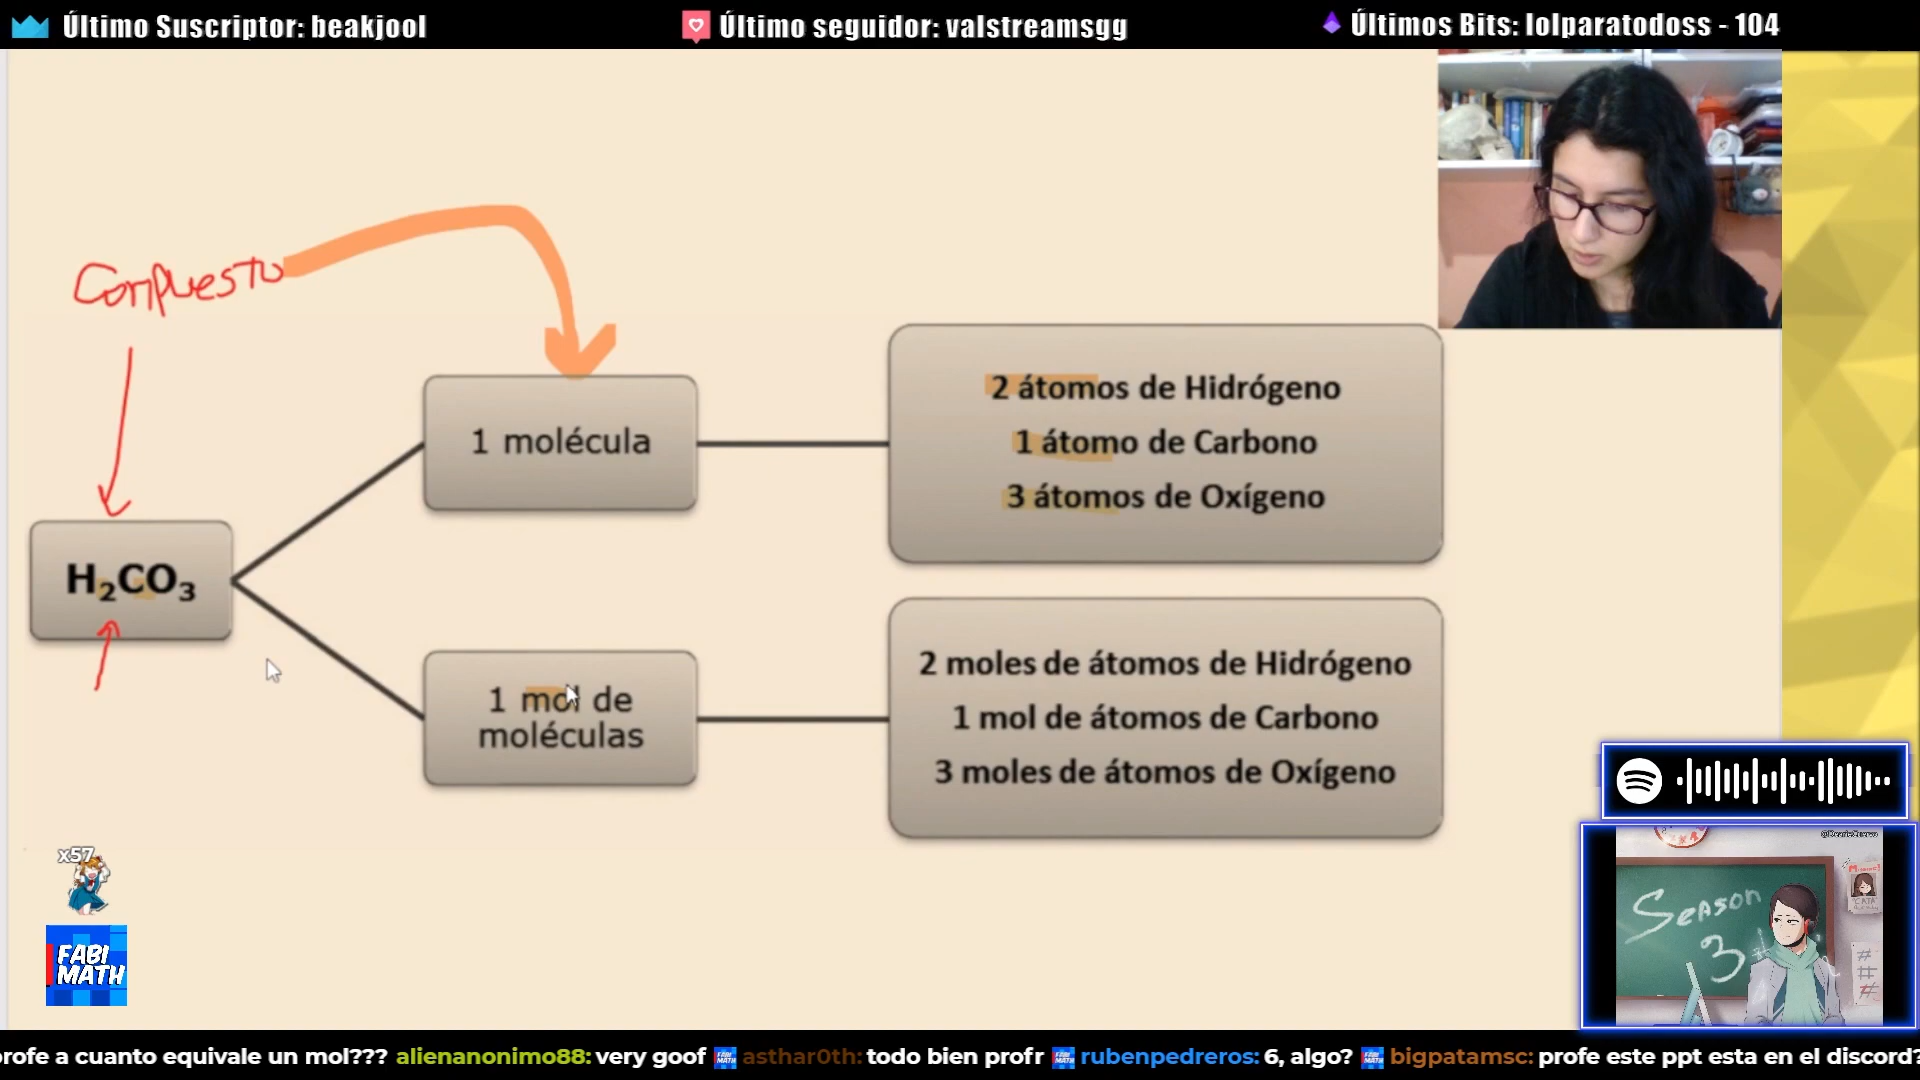 Último Suscriptor: beakjool
Último seguidor: valstreamsgg
Últimos Bits: lolparatodoss - 104
Compuesto
H₂CO₃
1 molécula
2 átomos de Hidrógeno
1 átomo de Carbono
3 átomos de Oxígeno
1 mol de
moléculas
2 moles de átomos de Hidrógeno
1 mol de átomos de Carbono
3 moles de átomos de Oxígeno
x57
FABI
MATH
Season
3
profe a cuanto equivale un mol??? alienanonimo88: very goof asthar0th: todo bien profr rubenpedreros: 6, algo? bigpatamsc: profe este ppt esta en el discord?